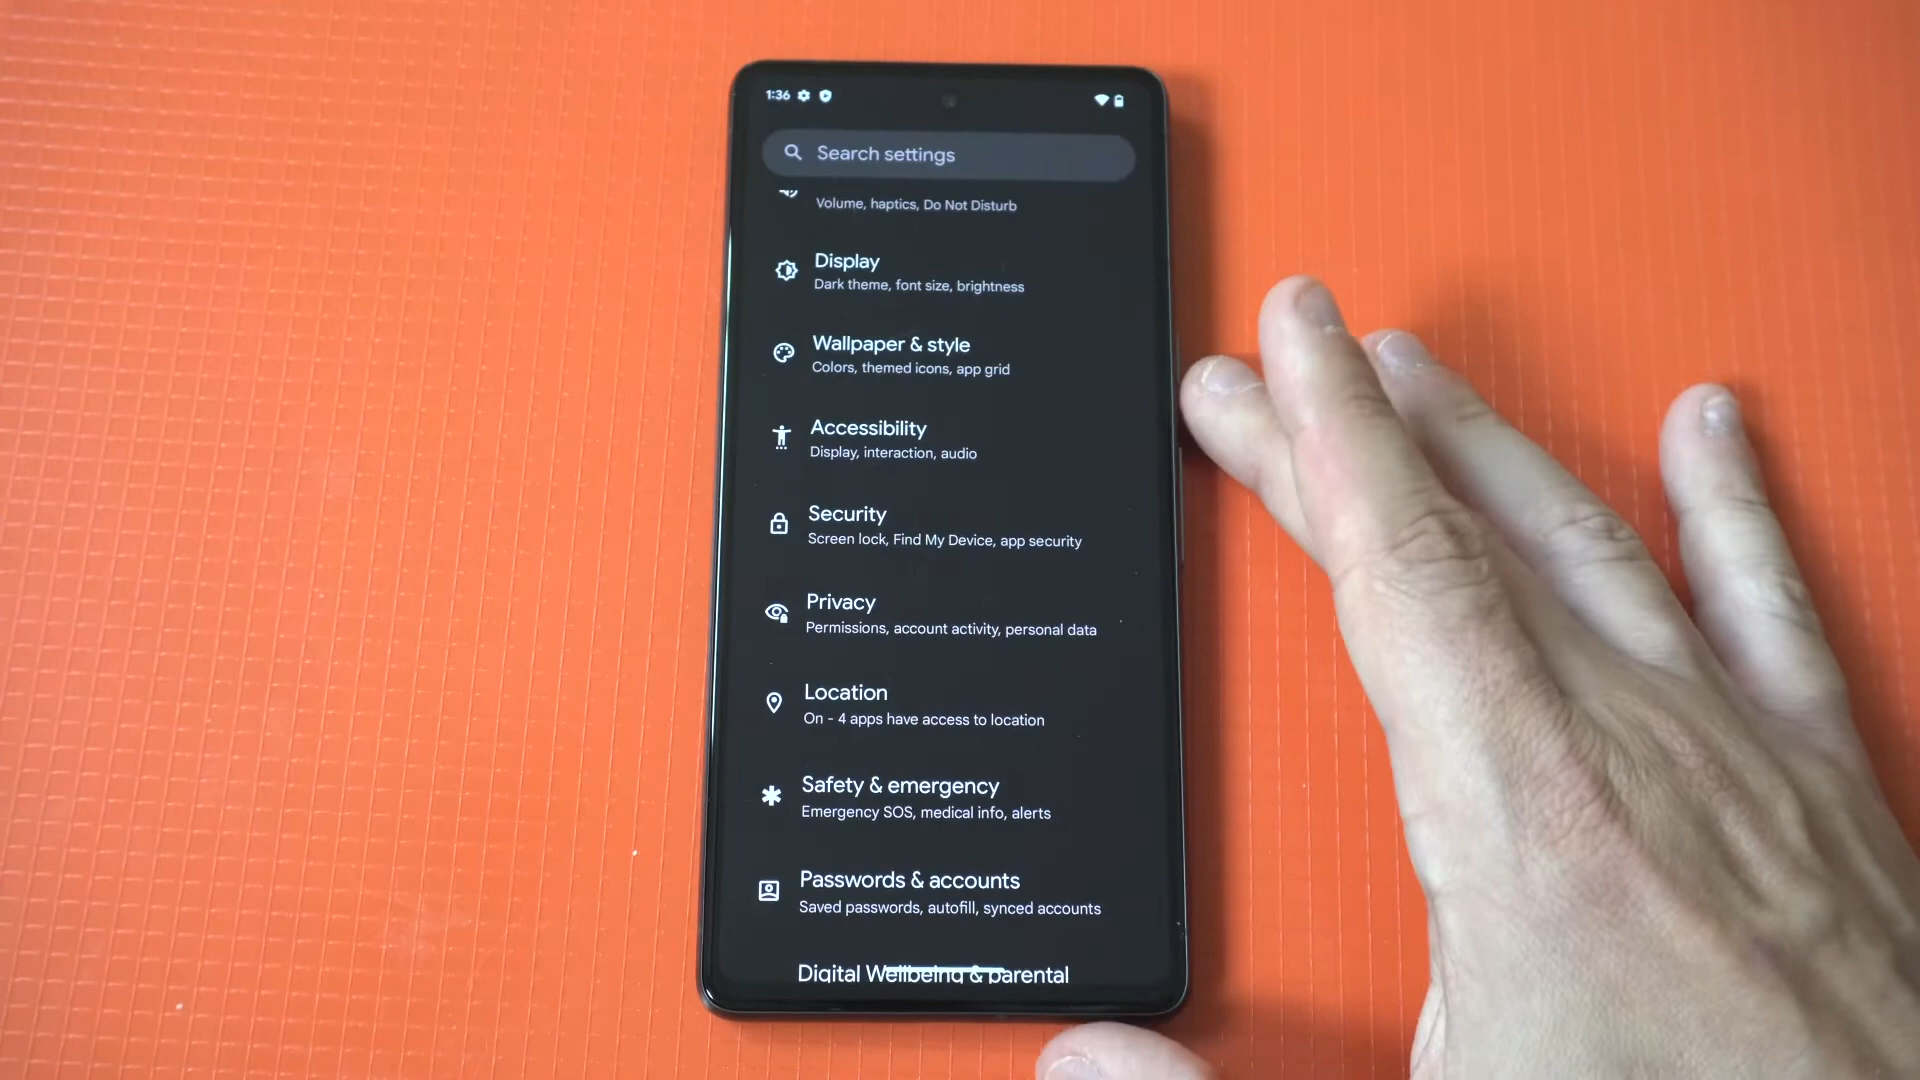 1:36
Search settings
Volume, haptics, Do Not Disturb
Display
Dark theme, font size, brightness
Wallpaper & style
Colors, themed icons, app grid
Accessibility
Display, interaction, audio
Security
Screen lock, Find My Device, app security
Privacy
Permissions, account activity, personal data
Location
On - 4 apps have access to location
Safety & emergency
Emergency SOS, medical info, alerts
Passwords & accounts
Saved passwords, autofill, synced accounts
Digital Wellbeing & parental